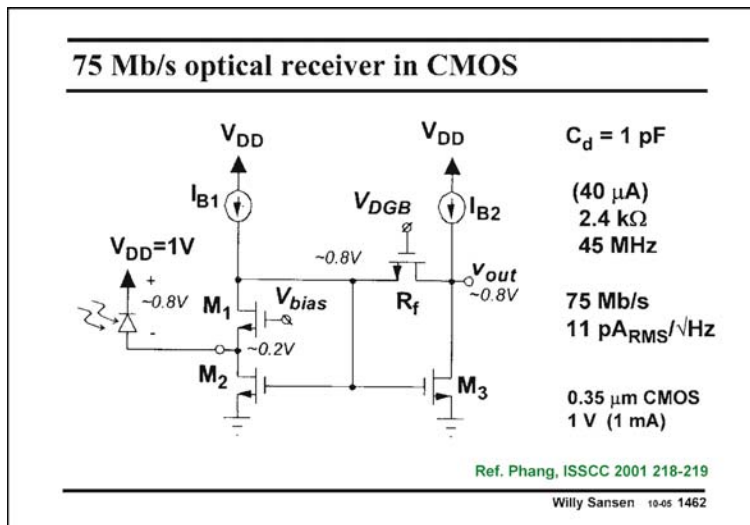 75 Mb/s optical receiver in CMOS
V_DD
V_DD
C_d = 1 pF
I_B1
V_DGB
I_B2
(40 μA)
2.4 kΩ
45 MHz
V_DD=1V
~0.8V
v_out
+
~0.8V
-
M_1
V_bias
R_f
~0.8V
75 Mb/s
11 pA_RMS/√Hz
~0.2V
M_2
M_3
0.35 μm CMOS
1 V (1 mA)
Ref. Phang, ISSCC 2001 218-219
Willy Sansen 10-05 1462